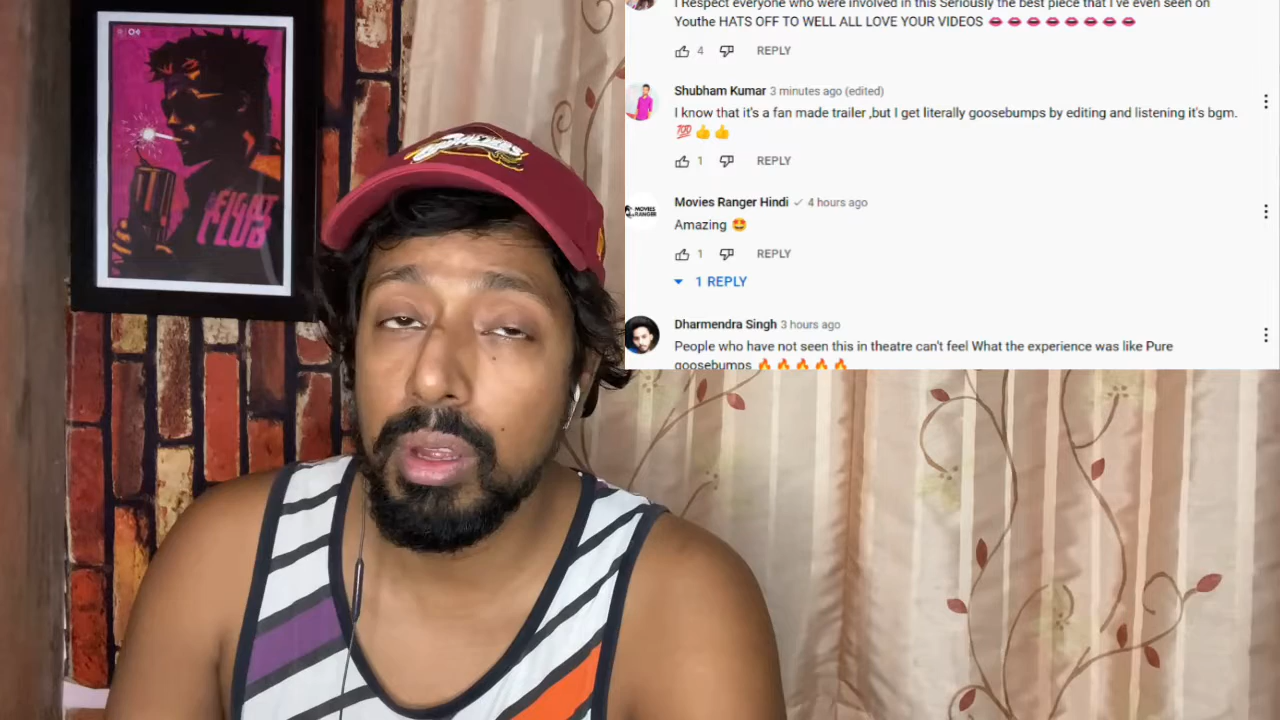 FIGHT
CLUB
I Respect everyone who were involved in this Seriously the best piece that I've even seen on
Youthe HATS OFF TO WELL ALL LOVE YOUR VIDEOS 👄 👄 👄 👄 👄 👄 👄 👄
4 REPLY
Shubham Kumar 3 minutes ago (edited)
I know that it's a fan made trailer ,but I get literally goosebumps by editing and listening it's bgm.
💯 👍 👍
1 REPLY
Movies Ranger Hindi ✓ 4 hours ago
MOVIES
RANGER
Amazing 🤩
1 REPLY
1 REPLY
Dharmendra Singh 3 hours ago
People who have not seen this in theatre can't feel What the experience was like Pure
goosebumps 🔥 🔥 🔥 🔥 🔥